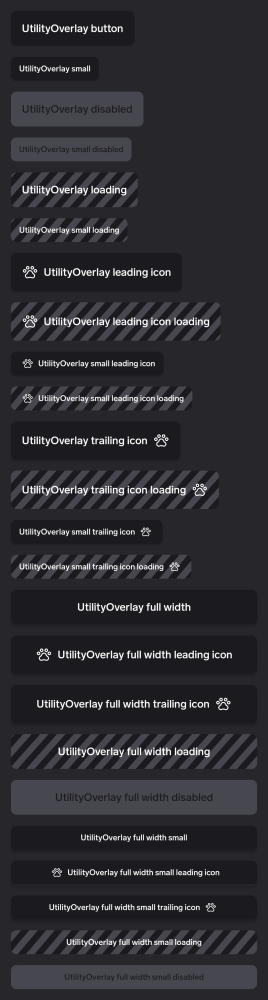 UtilityOverlay button
UtilityOverlay small
UtilityOverlay disabled
UtilityOverlay small disabled
UtilityOverlay loading
UtilityOverlay small loading
UtilityOverlay leading icon
UtilityOverlay leading icon loading
UtilityOverlay small leading icon
UtilityOverlay small leading icon loading
UtilityOverlay trailing icon
UtilityOverlay trailing icon loading
UtilityOverlay small trailing icon
UtilityOverlay small trailing icon loading
UtilityOverlay full width
UtilityOverlay full width leading icon
UtilityOverlay full width trailing icon
UtilityOverlay full width loading
UtilityOverlay full width disabled
UtilityOverlay full width small
UtilityOverlay full width small leading icon
UtilityOverlay full width small trailing icon
UtilityOverlay full width small loading
UtilityOverlay full width small disabled